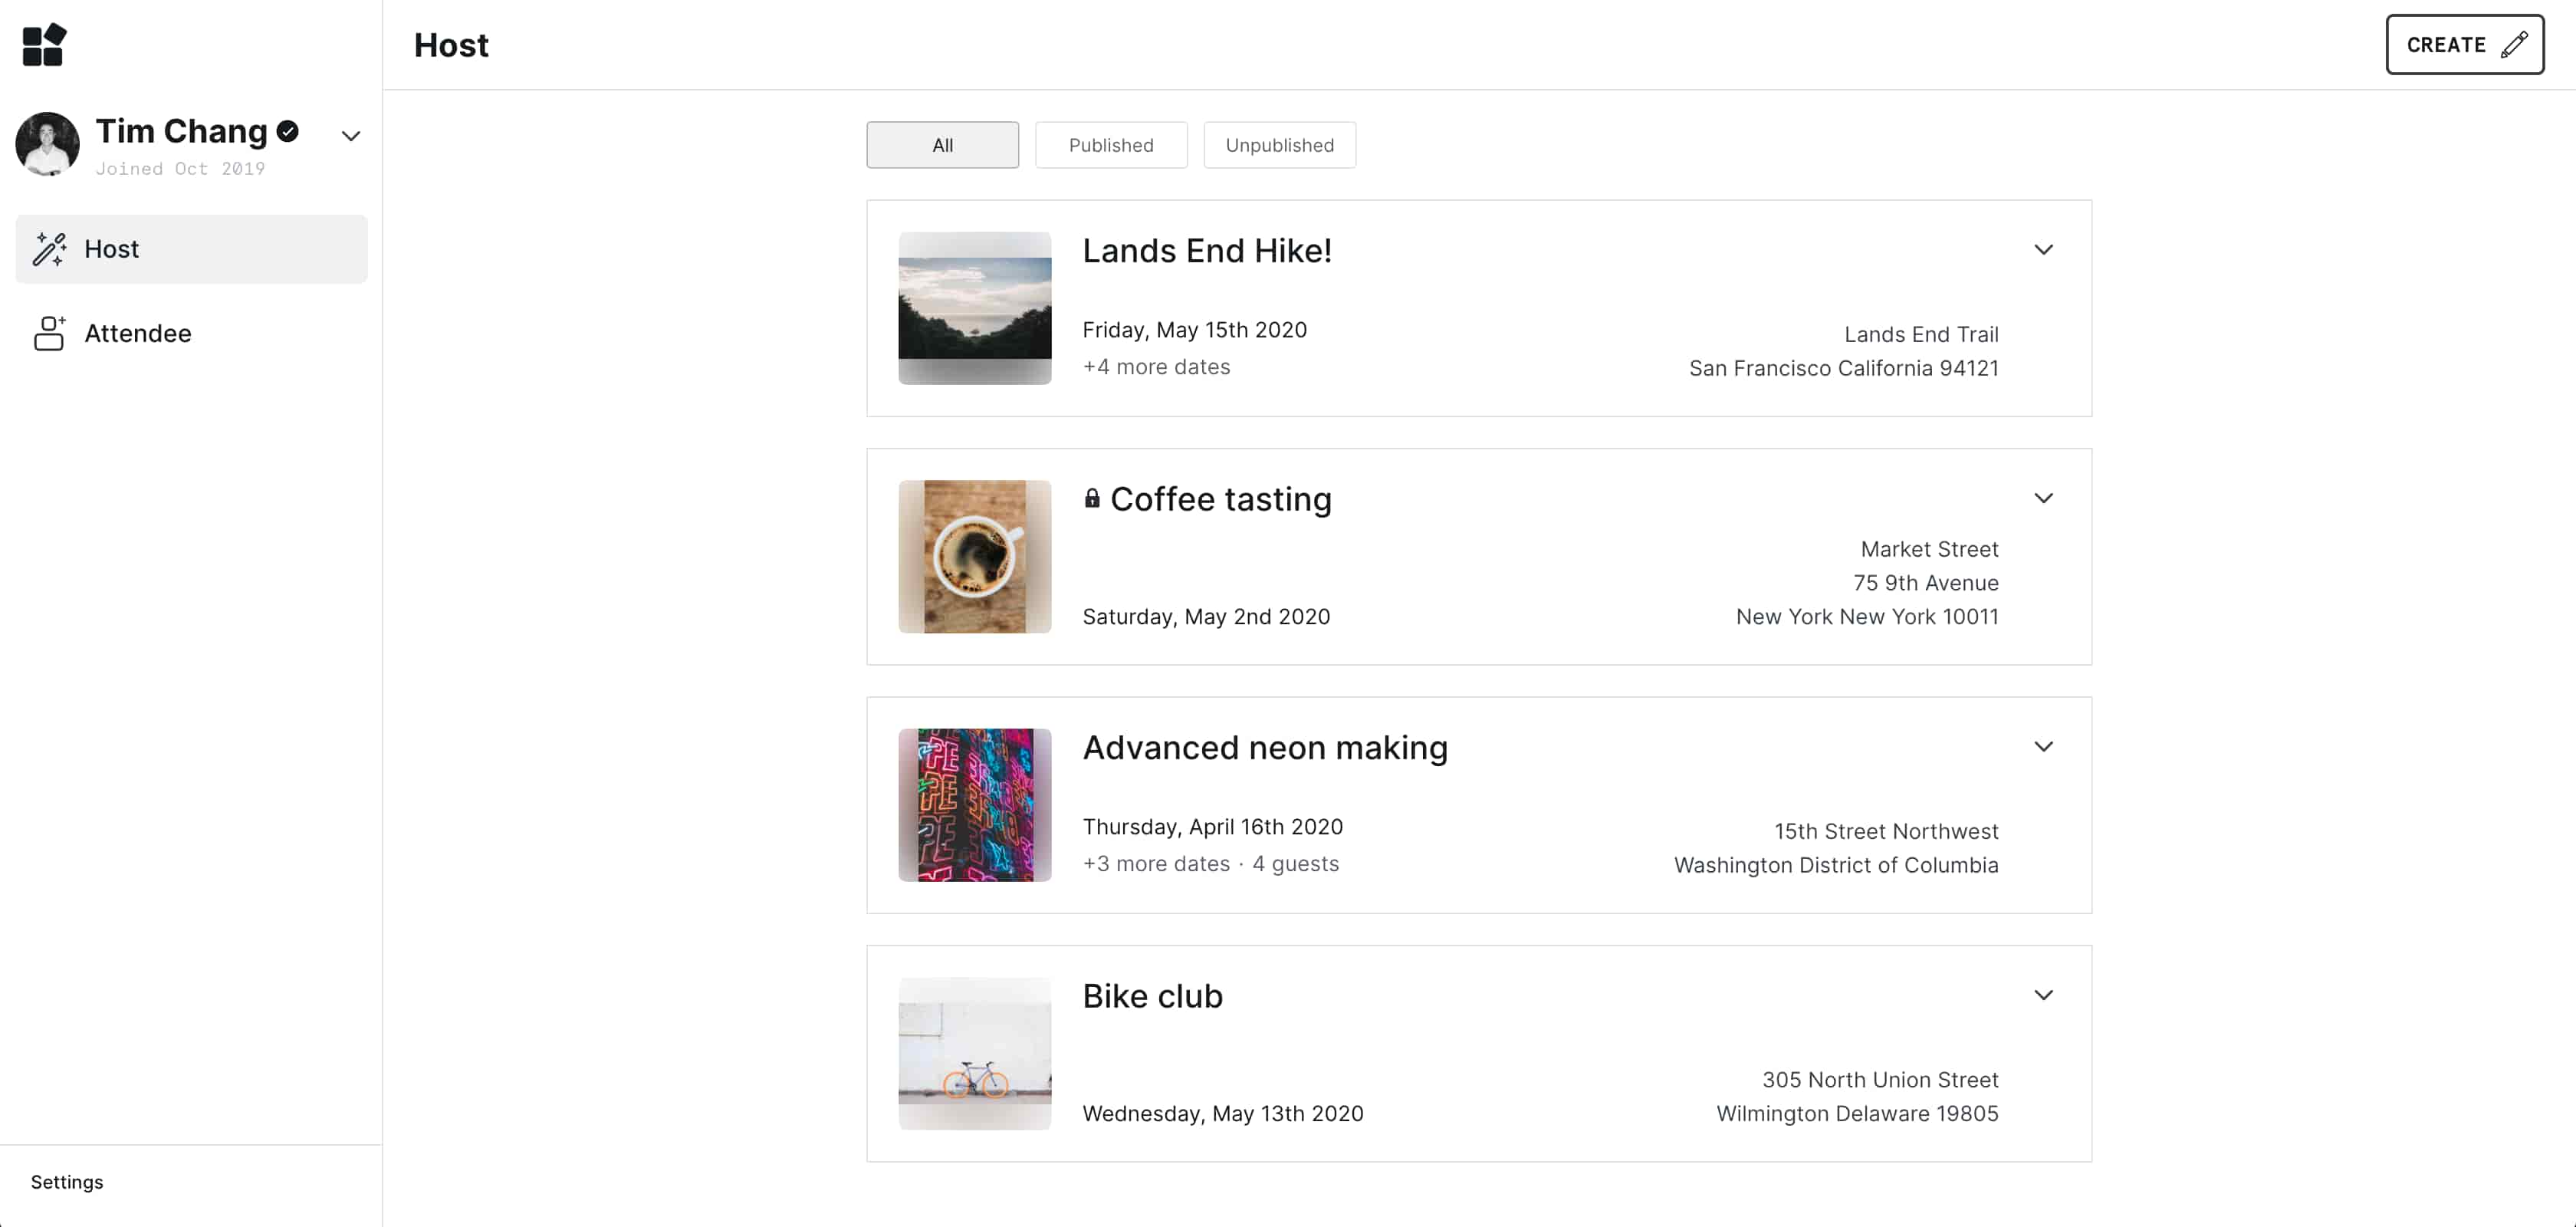 Host
CREATE
Tim Chang
Joined Oct 2019
Host
Attendee
Settings
All
Published
Unpublished
Lands End Hike!
Friday, May 15th 2020
+4 more dates
Lands End Trail
San Francisco California 94121
Coffee tasting
Saturday, May 2nd 2020
Market Street
75 9th Avenue
New York New York 10011
Advanced neon making
Thursday, April 16th 2020
+3 more dates · 4 guests
15th Street Northwest
Washington District of Columbia
Bike club
Wednesday, May 13th 2020
305 North Union Street
Wilmington Delaware 19805